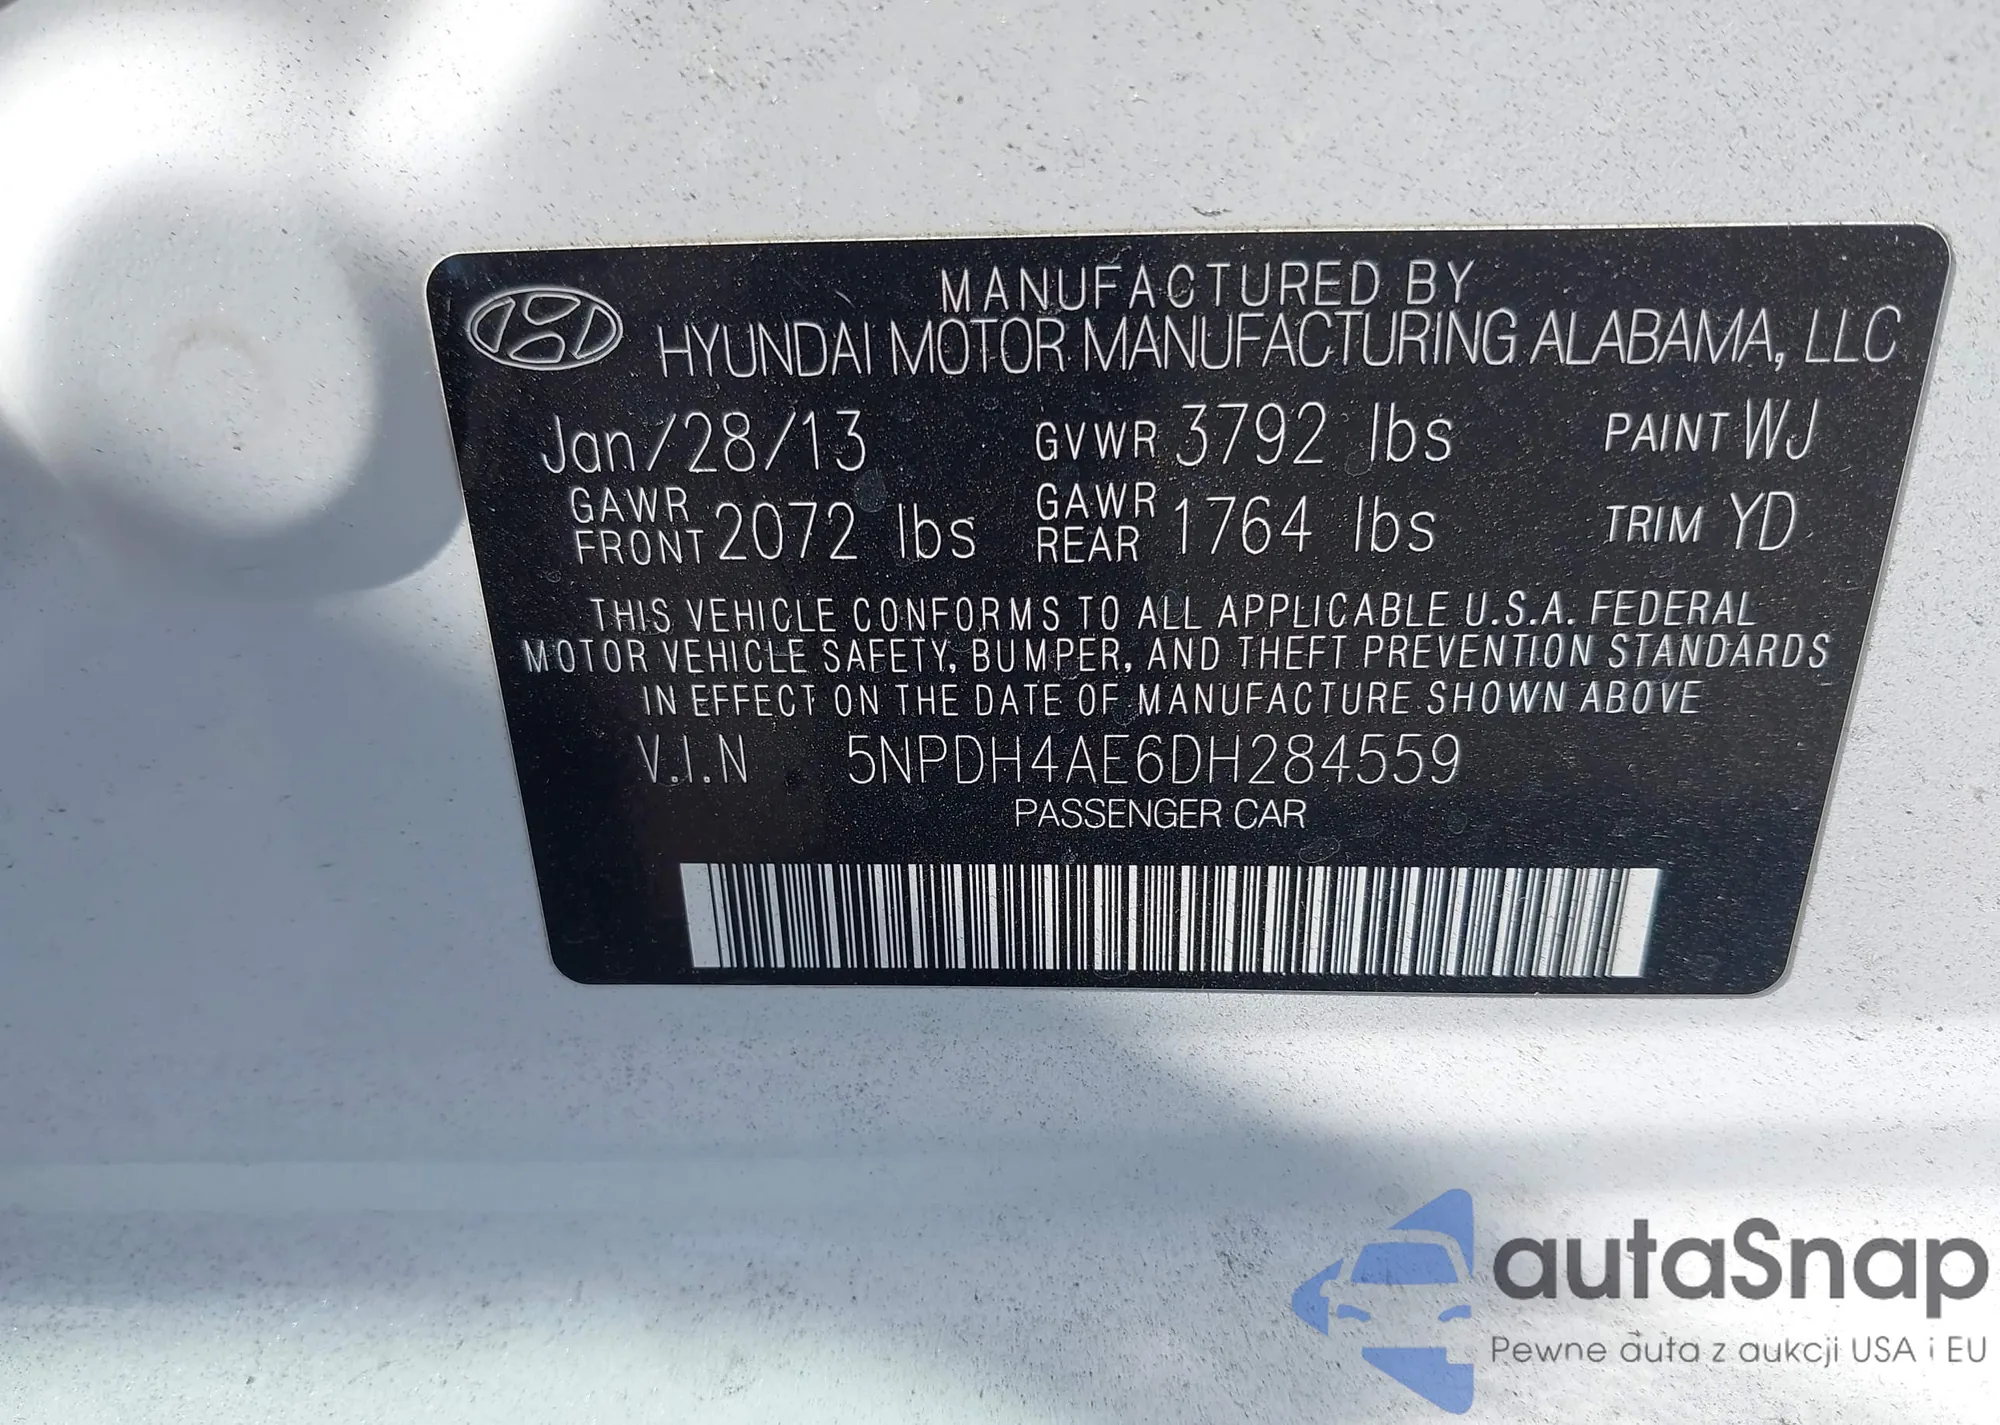 MANUFACTURED BY
HYUNDAI MOTOR MANUFACTURING ALABAMA, LLC
Jan/28/13 GVWR 3792 lbs PAINT WJ
GAWR FRONT 2072 lbs GAWR REAR 1764 lbs TRIM YD
THIS VEHICLE CONFORMS TO ALL APPLICABLE U.S.A. FEDERAL
MOTOR VEHICLE SAFETY, BUMPER, AND THEFT PREVENTION STANDARDS
IN EFFECT ON THE DATE OF MANUFACTURE SHOWN ABOVE
V.I.N 5NPDH4AE6DH284559
PASSENGER CAR
autaSnap
Pewne auta z aukcji USA i EU